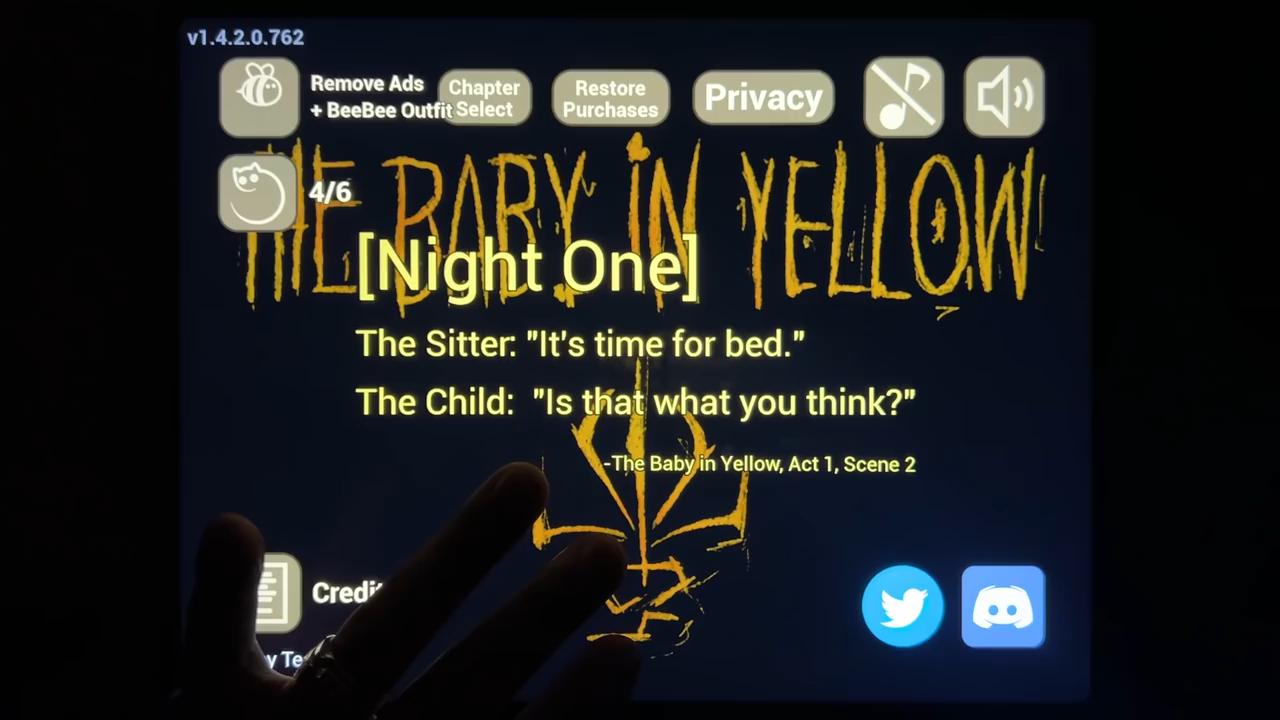 v1.4.2.0.762
Remove Ads
+ BeeBee Outfit
Chapter
Select
Restore
Purchases
Privacy
4/6
THE BABY IN YELLOW
[Night One]
The Sitter: "It's time for bed."
The Child: "Is that what you think?"
-The Baby in Yellow, Act 1, Scene 2